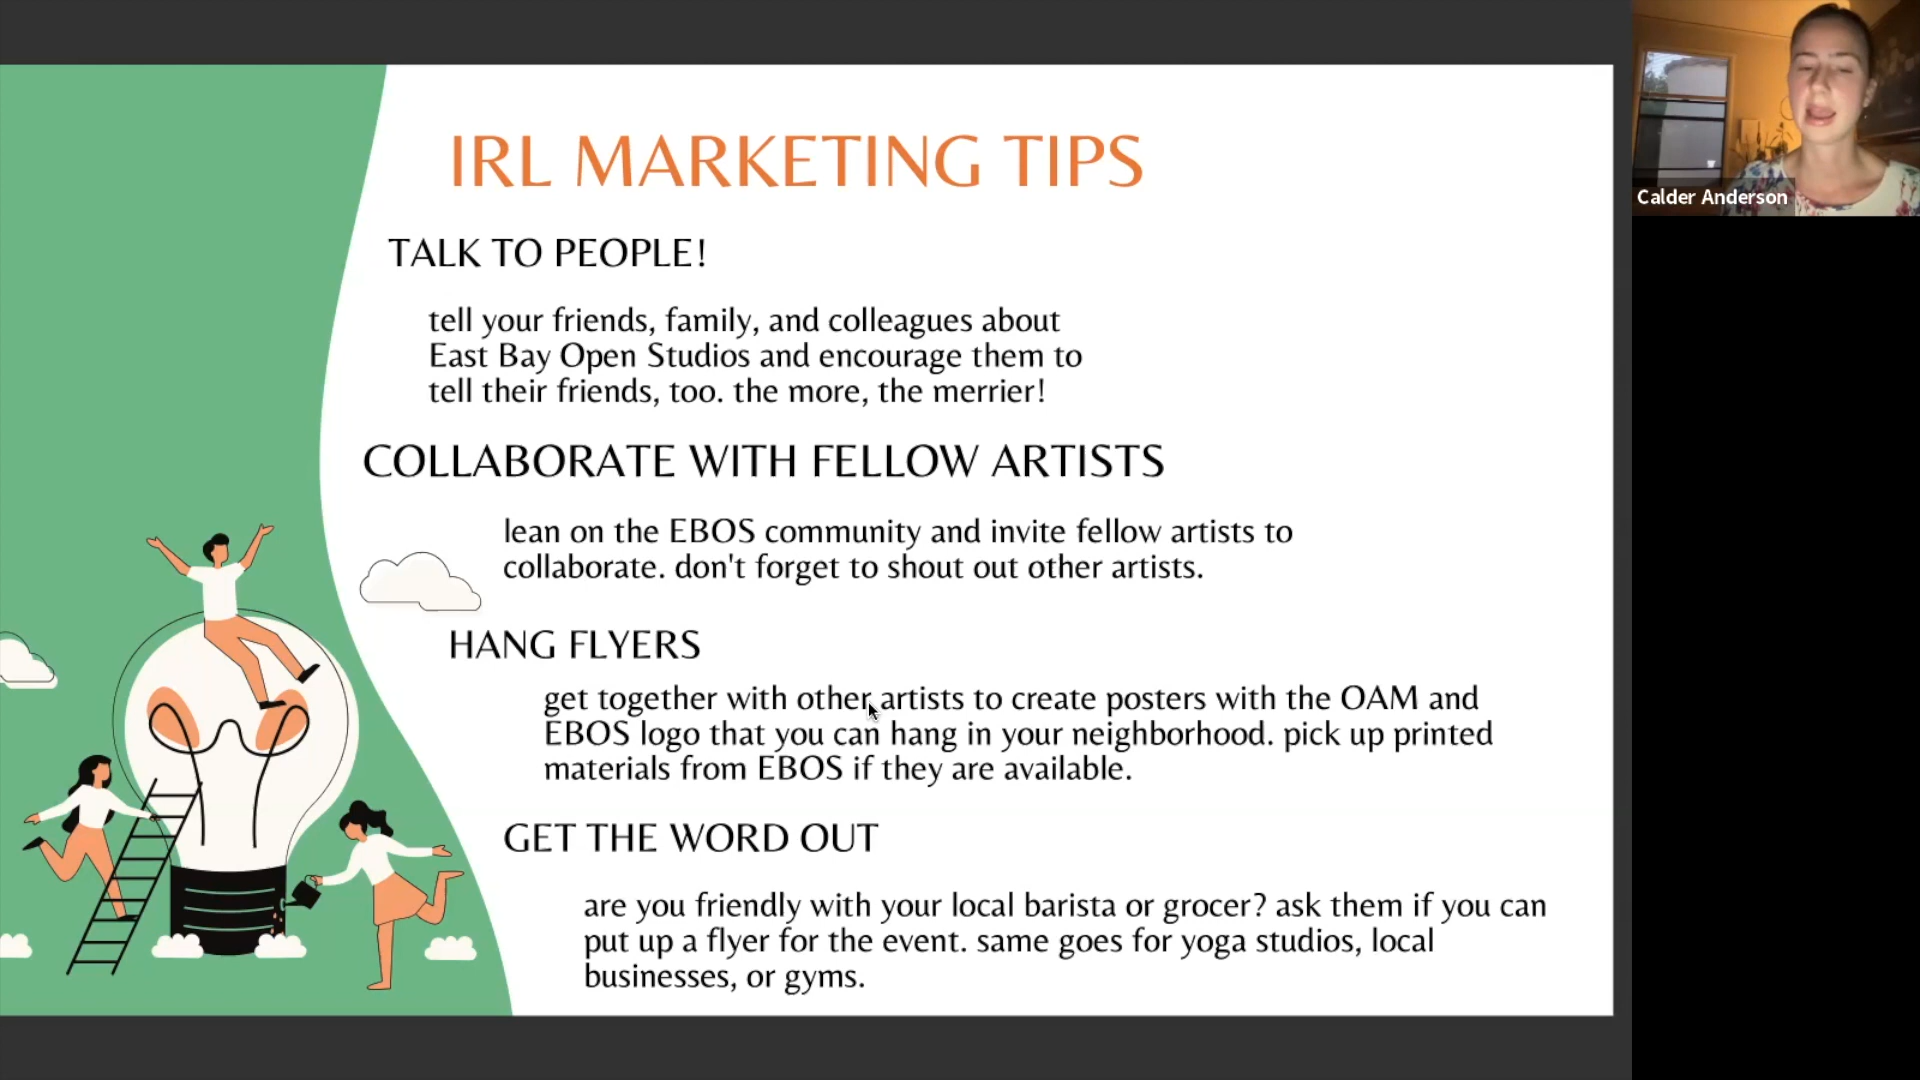 IRL MARKETING TIPS
TALK TO PEOPLE!
tell your friends, family, and colleagues about
East Bay Open Studios and encourage them to
tell their friends, too. the more, the merrier!
COLLABORATE WITH FELLOW ARTISTS
lean on the EBOS community and invite fellow artists to
collaborate. don't forget to shout out other artists.
HANG FLYERS
get together with other artists to create posters with the OAM and
EBOS logo that you can hang in your neighborhood. pick up printed
materials from EBOS if they are available.
GET THE WORD OUT
are you friendly with your local barista or grocer? ask them if you can
put up a flyer for the event. same goes for yoga studios, local
businesses, or gyms.
Calder Anderson